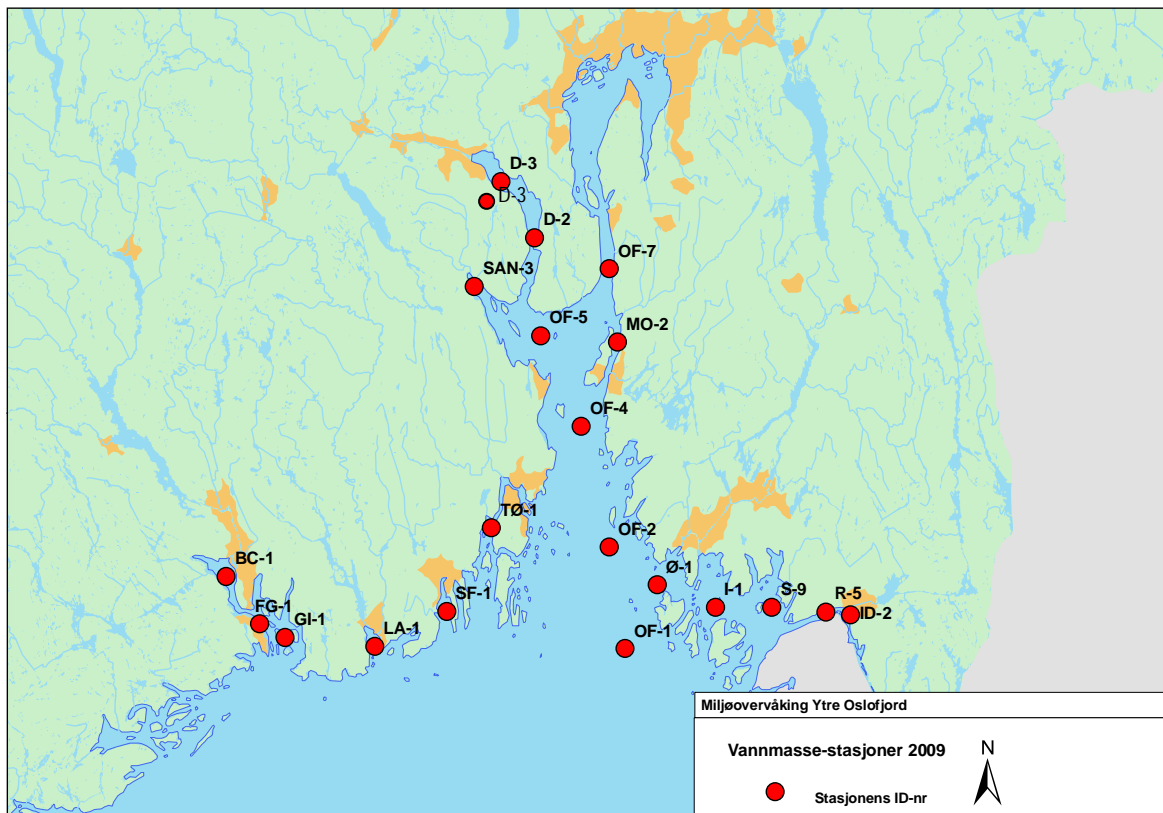 D-3
D-3
D-2
SAN-3
OF-7
OF-5
MO-2
OF-4
TØ-1
OF-2
BC-1
Ø-1
FG-1
GI-1
SF-1
I-1
S-9
R-5
ID-2
LA-1
OF-1
Miljøovervåking Ytre Oslofjord
Vannmasse-stasjoner 2009
N
Stasjonens ID-nr